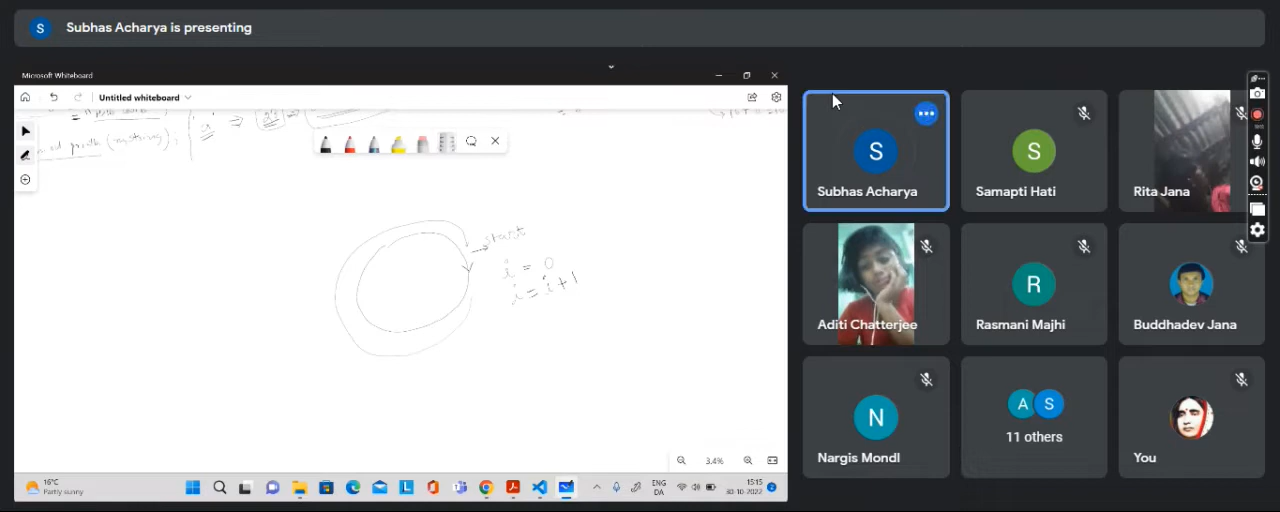 S Subhas Acharya is presenting
Microsoft Whiteboard
Untitled whiteboard
(mystring),
start
i = 0
i = i+1
3.4%
16°C
Partly sunny
ENG
DA
15:15
30-10-2022
S
Subhas Acharya
S
Samapti Hati
Rita Jana
Aditi Chatterjee
R
Rasmani Majhi
Buddhadev Jana
N
Nargis Mondl
A S
11 others
You